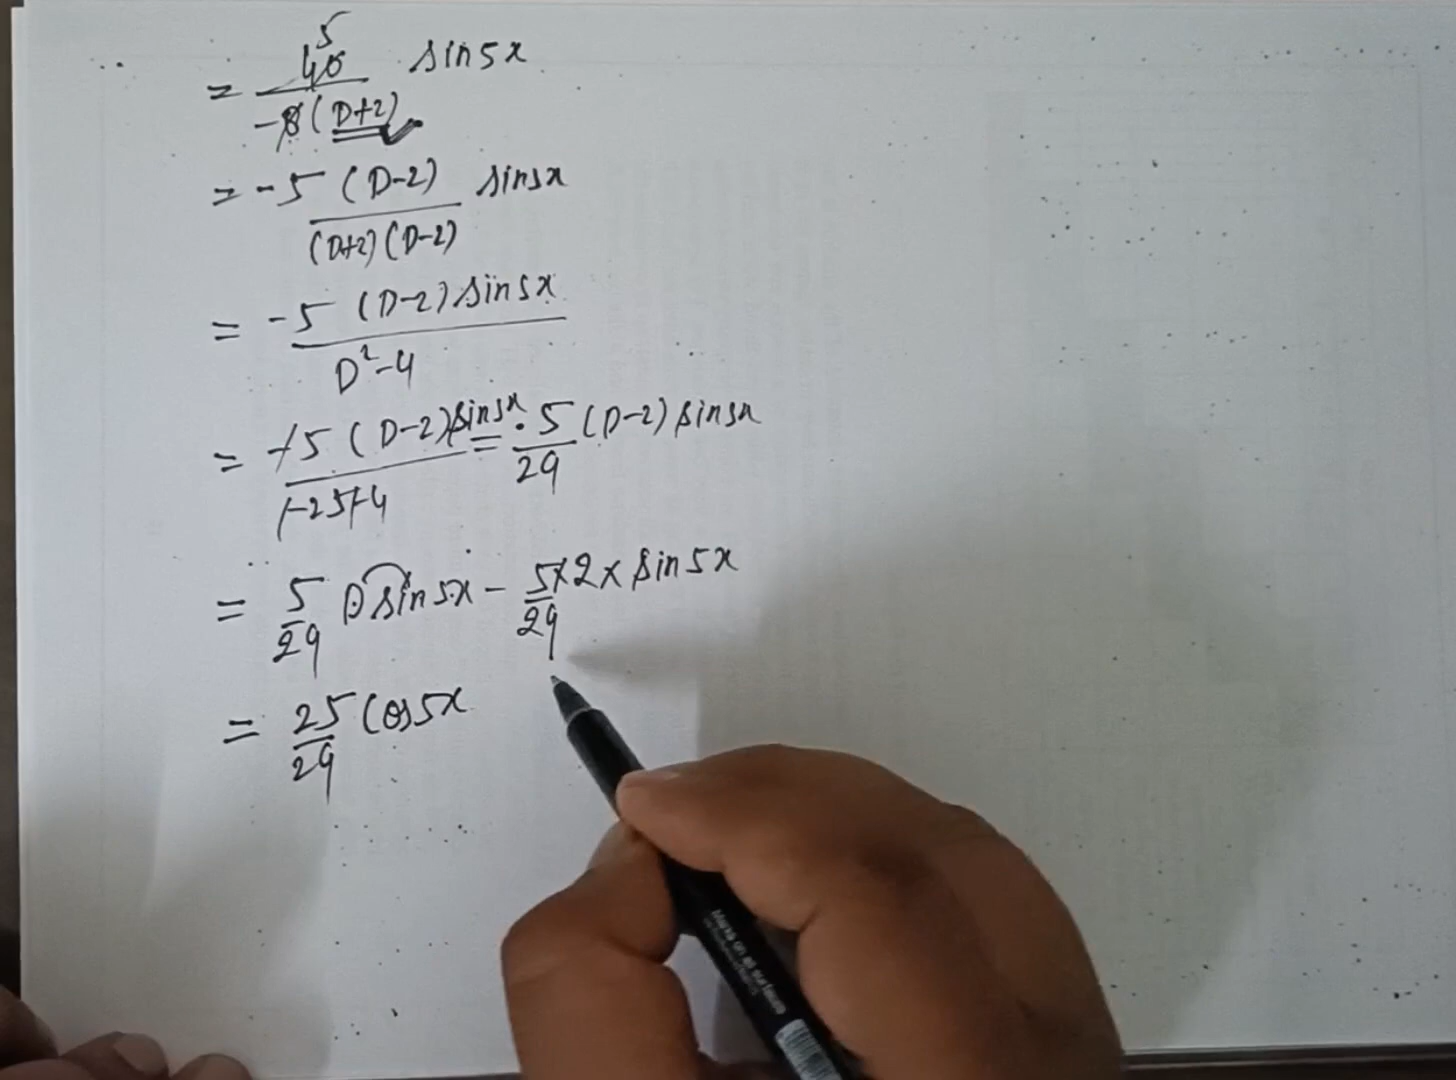 5
= 40/-8(D+2) sin5x
= -5 (D-2)/(D+2)(D-2) sin5x
= -5 (D-2) sin5x/D²-4
= -5 (D-2) sin5x/-25-4 = 5/29 (D-2) sin5x
= 5/29 D sin5x - 5×2/29 × sin5x
= 25/29 Cos5x